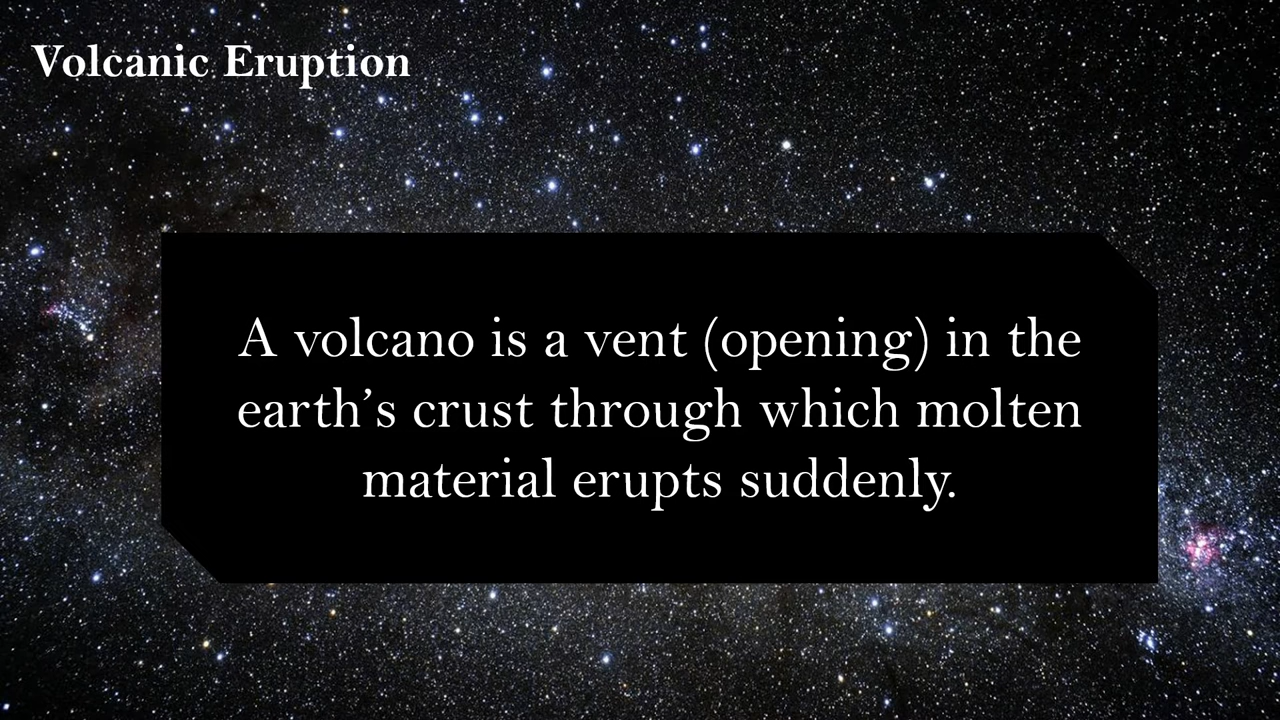 Volcanic Eruption
A volcano is a vent (opening) in the
earth’s crust through which molten
material erupts suddenly.